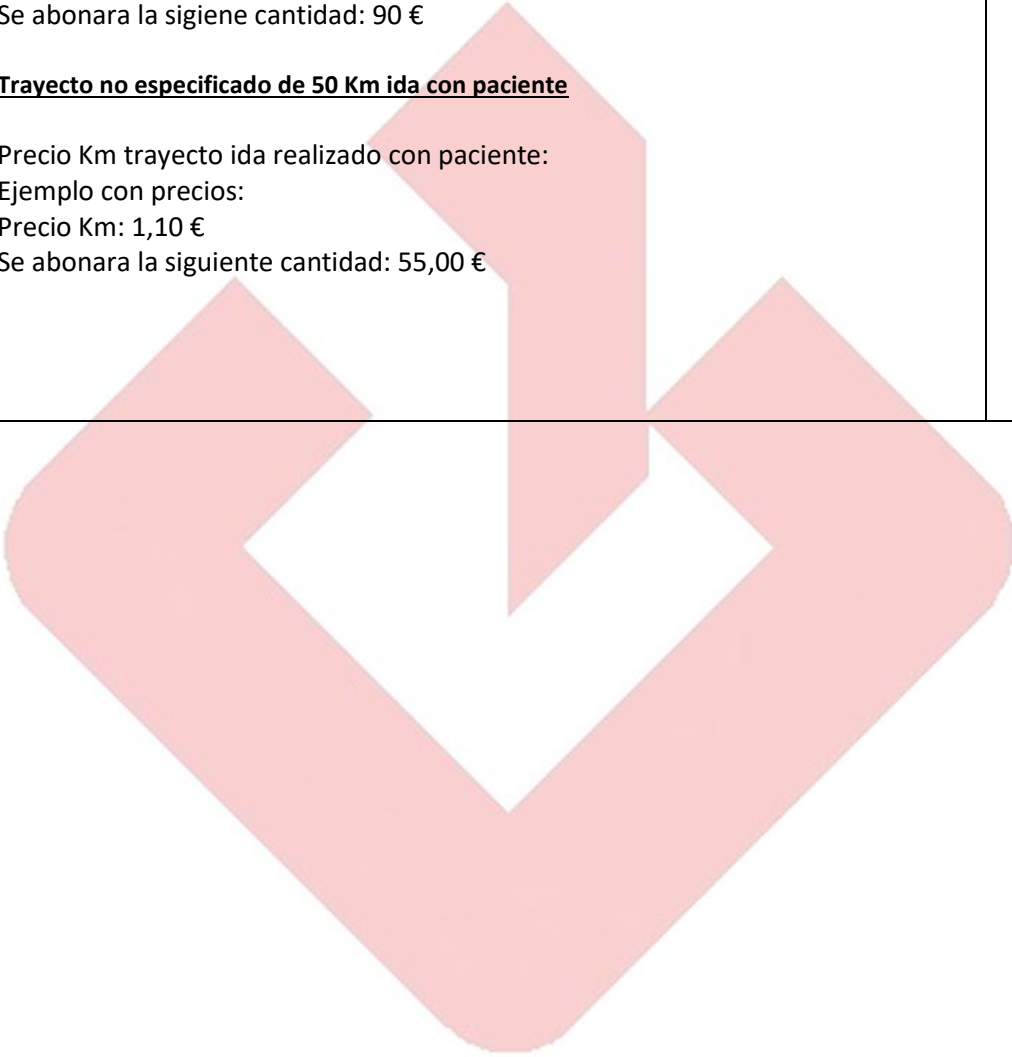 Se abonara la sigiene cantidad: 90 €
Trayecto no especificado de 50 Km ida con paciente
Precio Km trayecto ida realizado con paciente:
Ejemplo con precios:
Precio Km: 1,10 €
Se abonara la siguiente cantidad: 55,00 €